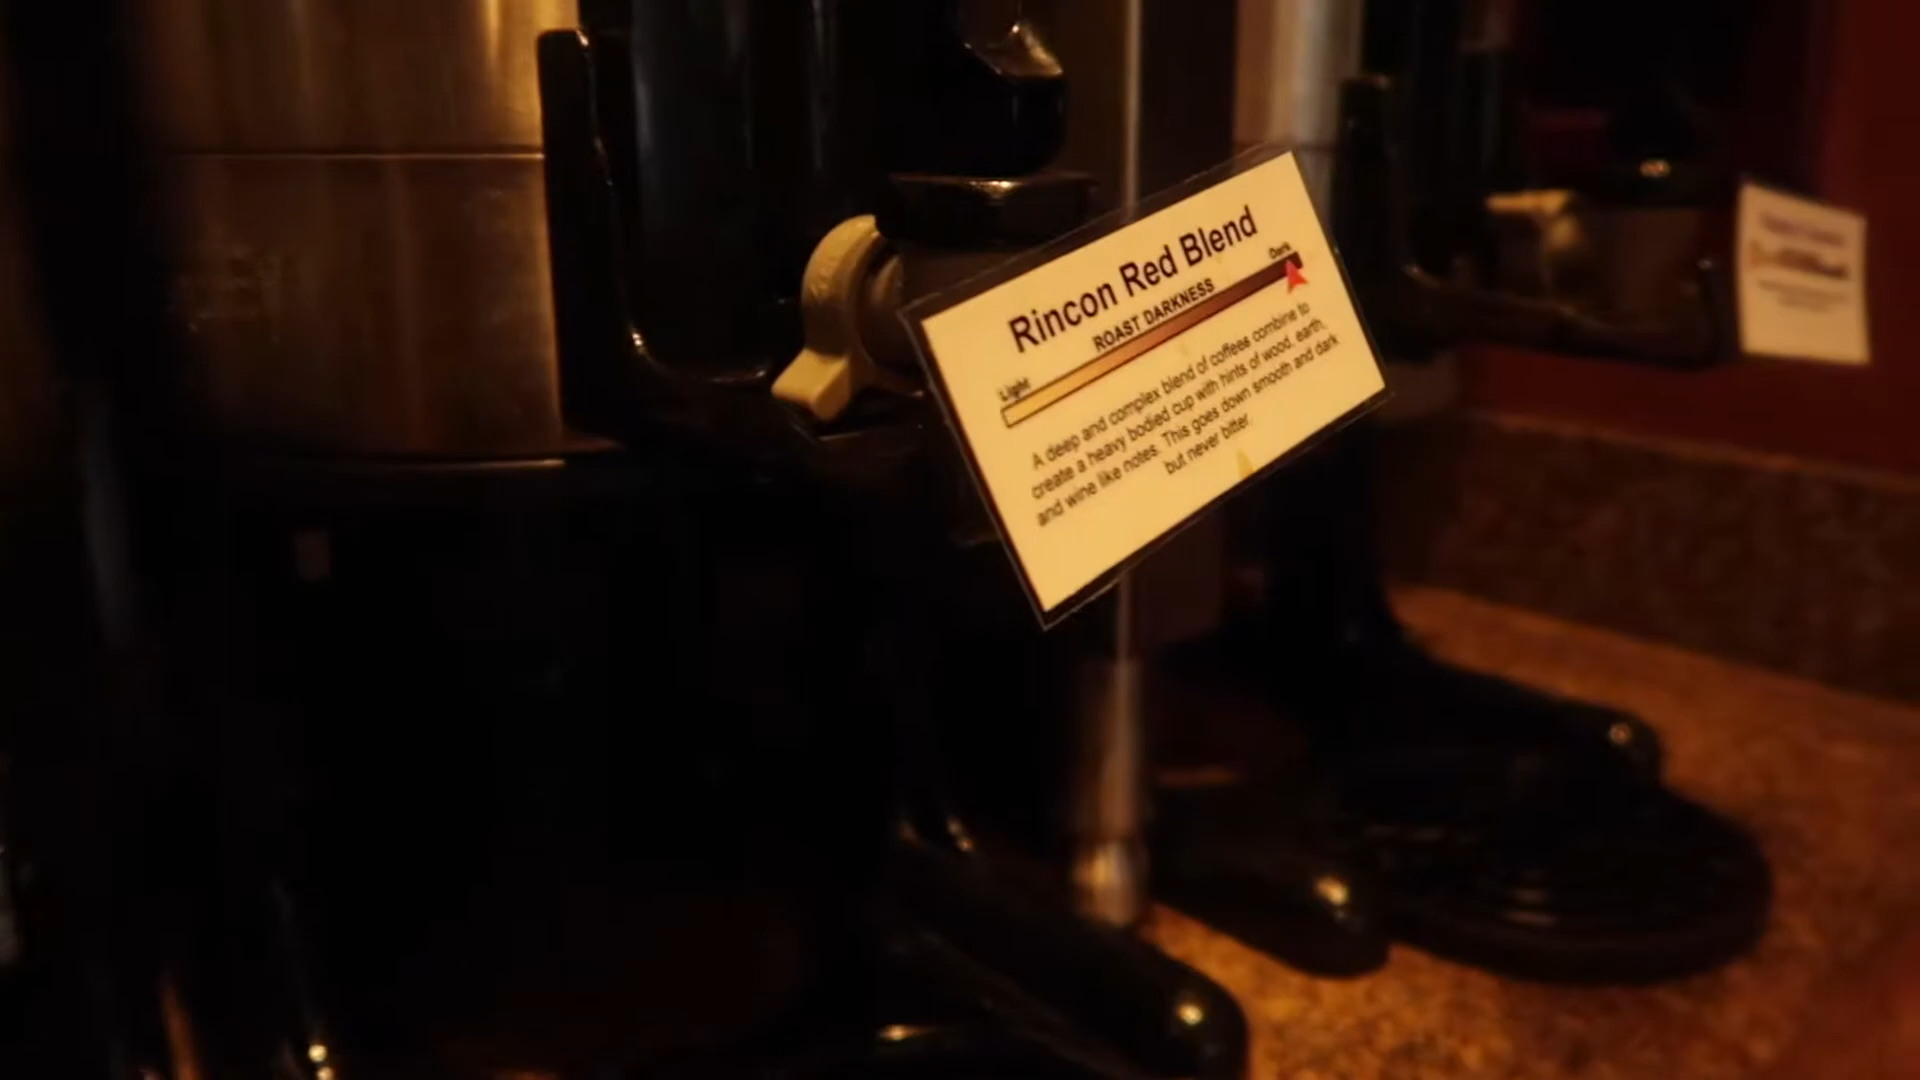 Rincon Red Blend
ROAST DARKNESS
Light
Dark
A deep and complex blend of coffees combine to
create a heavy bodied cup with hints of wood, earth,
and wine like notes. This goes down smooth and dark
but never bitter.